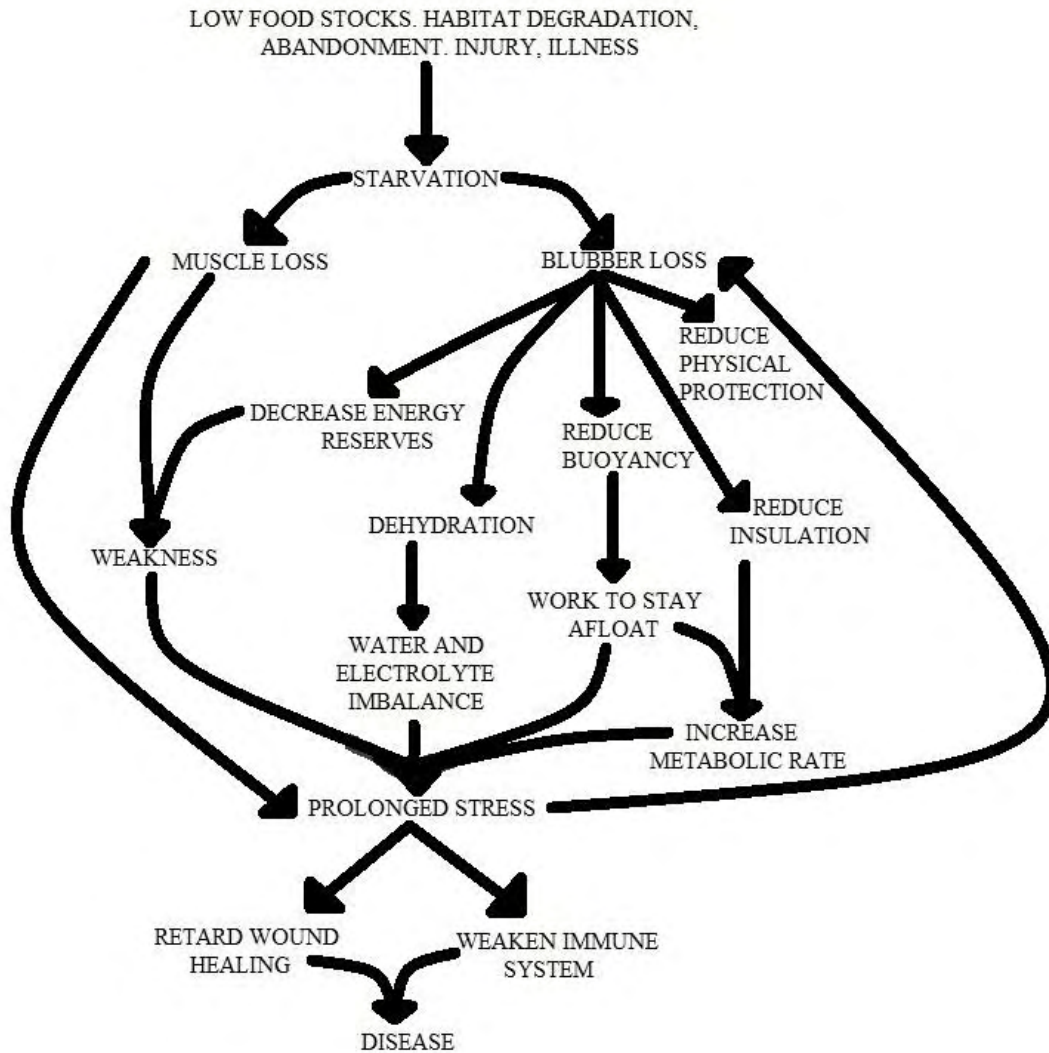 LOW FOOD STOCKS. HABITAT DEGRADATION,
ABANDONMENT. INJURY, ILLNESS
STARVATION
MUSCLE LOSS
BLUBBER LOSS
REDUCE
PHYSICAL
PROTECTION
DECREASE ENERGY
RESERVES
REDUCE
BUOYANCY
DEHYDRATION
REDUCE
INSULATION
WEAKNESS
WORK TO STAY
AFLOAT
WATER AND
ELECTROLYTE
IMBALANCE
INCREASE
METABOLIC RATE
PROLONGED STRESS
RETARD WOUND
HEALING
WEAKEN IMMUNE
SYSTEM
DISEASE